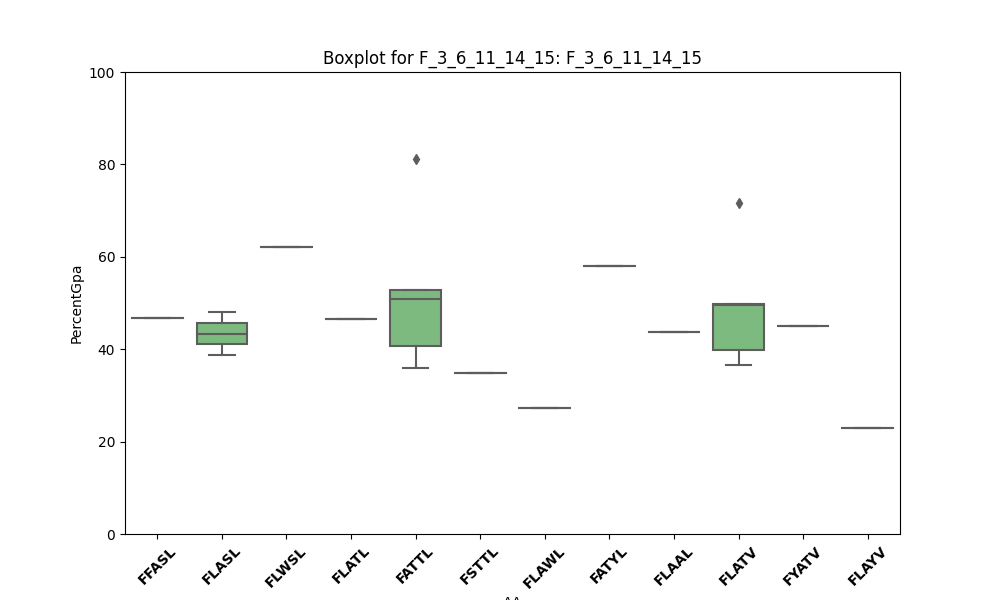 Boxplot for F_3_6_11_14_15: F_3_6_11_14_15
100
80
60
40
20
0
PercentGpa
FFASL
FLASL
FLWSL
FLATL
FATTL
FSTTL
FLAWL
FATYL
FLAAL
FLATV
FYATV
FLAYV